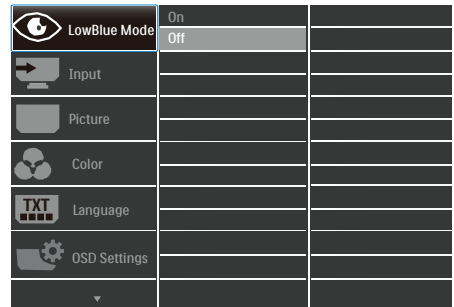 LowBlue Mode
On
Off
Input
Picture
Color
TXT
Language
OSD Settings